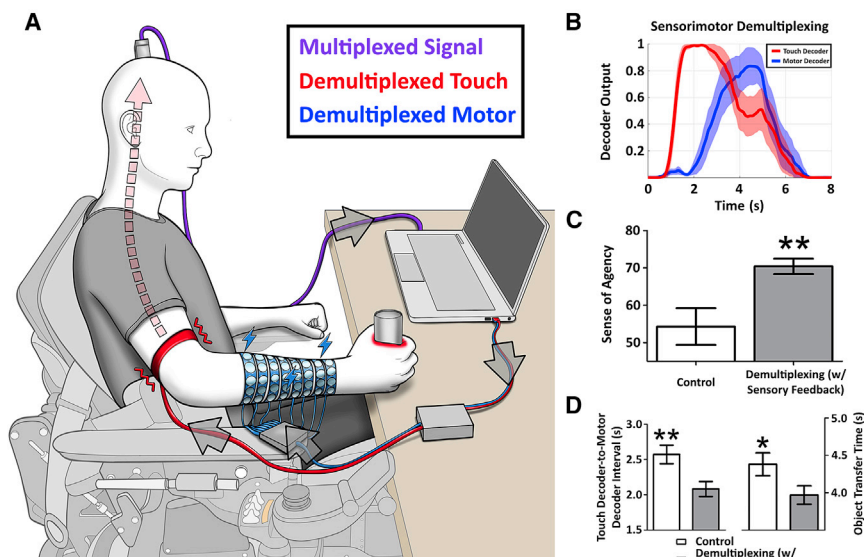 A
Multiplexed Signal
Demultiplexed Touch
Demultiplexed Motor
B
Sensorimotor Demultiplexing
Touch Decoder
Motor Decoder
Decoder Output
1
0.8
0.6
0.4
0.2
0 2 4 6 8
Time (s)
C
**
Sense of Agency
80
70
60
50
Control
Demultiplexing (w/
Sensory Feedback)
D
Touch Decoder-to-Motor
Decoder Interval (s)
3.0
2.5
2.0
1.5
**
*
5.0
4.5
4.0
Object Transfer Time (s)
Control
Demultiplexing (w/